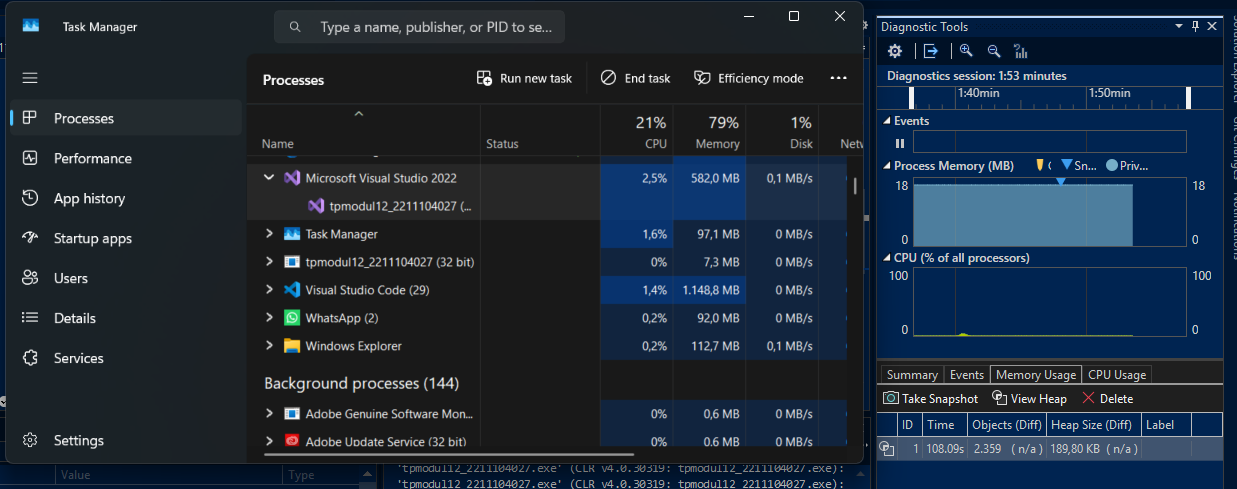 Task Manager
Type a name, publisher, or PID to se...
Processes
Performance
App history
Startup apps
Users
Details
Services
Settings
Processes
Run new task
End task
Efficiency mode
21% 79% 1%
Name Status CPU Memory Disk Netw
Microsoft Visual Studio 2022 2,5% 582,0 MB 0,1 MB/s
tpmodul12_2211104027 (...
Task Manager 1,6% 97,1 MB 0 MB/s
tpmodul12_2211104027 (32 bit) 0% 7,3 MB 0 MB/s
Visual Studio Code (29) 1,4% 1.148,8 MB 0 MB/s
WhatsApp (2) 0,2% 92,0 MB 0 MB/s
Windows Explorer 0,2% 112,7 MB 0,1 MB/s
Background processes (144)
Adobe Genuine Software Mon... 0% 0,6 MB 0 MB/s
Adobe Update Service (32 bit) 0% 0,6 MB 0 MB/s
Value Type
'tpmodul12_2211104027.exe' (CLR v4.0.30319: tpmodul12_2211104027.exe):
'tpmodul12_2211104027.exe' (CLR v4.0.30319: tpmodul12_2211104027.exe):
Diagnostic Tools
Diagnostics session: 1:53 minutes
1:40min 1:50min
Events
Process Memory (MB) Sn... Priv...
18 18
0 0
CPU (% of all processors)
100 100
0 0
Summary Events Memory Usage CPU Usage
Take Snapshot View Heap Delete
ID Time Objects (Diff) Heap Size (Diff) Label
1 108.09s 2.359 (n/a) 189,80 KB (n/a)
Notifications